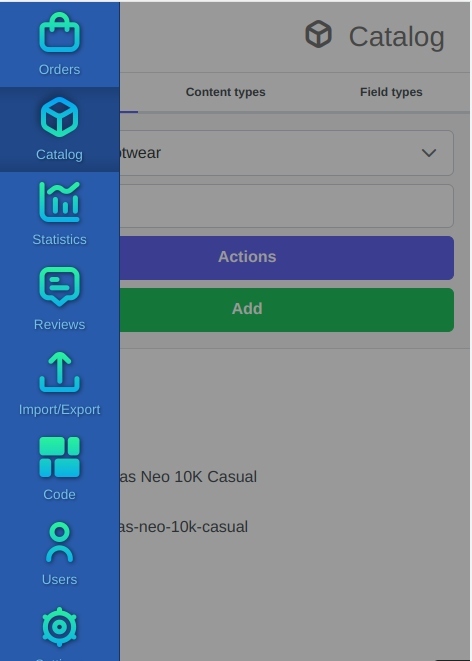 Orders
Catalog
Statistics
Reviews
Import/Export
Code
Users
Catalog
Content types
Field types
otwear
Actions
Add
as Neo 10K Casual
as-neo-10k-casual